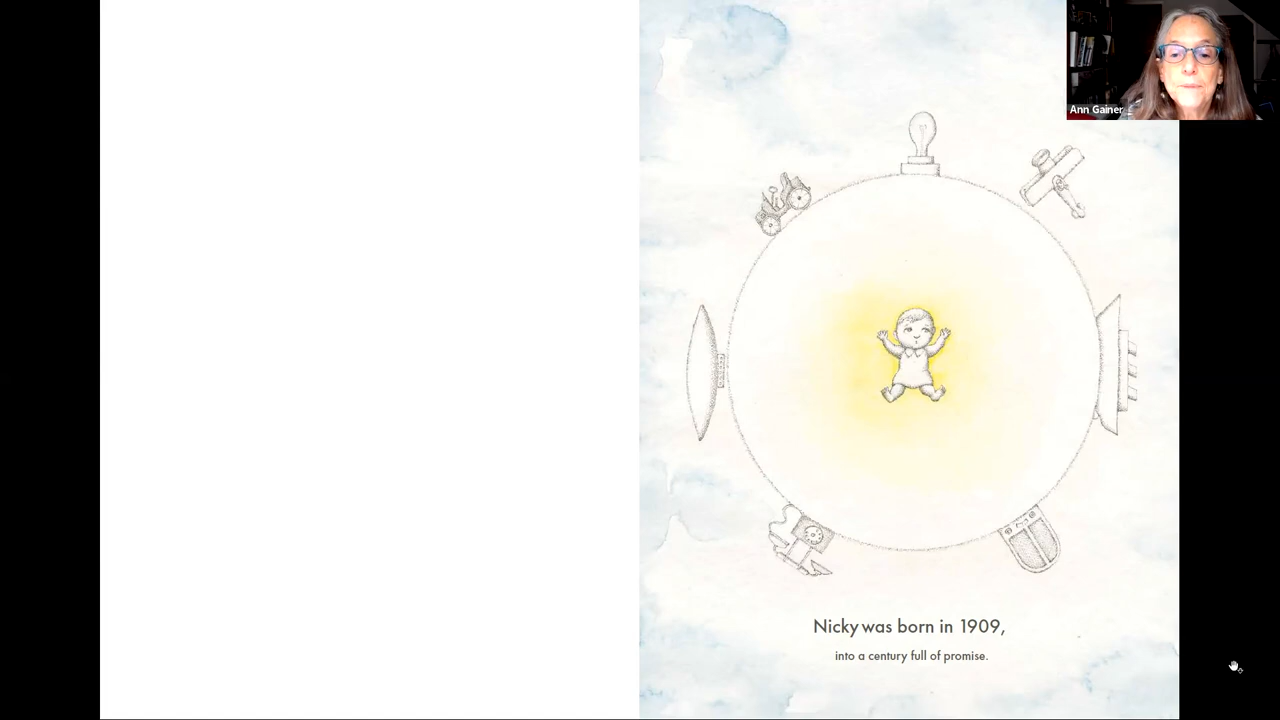 Ann Gainer
Nicky was born in 1909,
into a century full of promise.